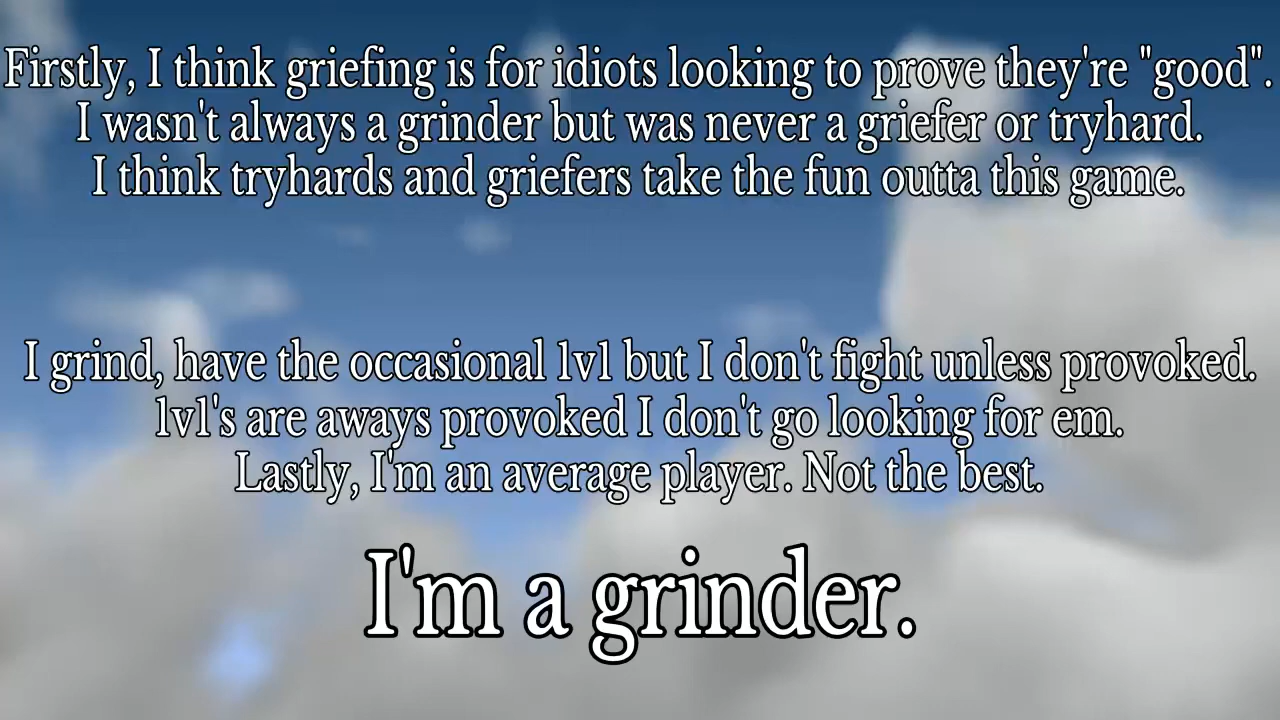 Firstly, I think griefing is for idiots looking to prove they're "good".
I wasn't always a grinder but was never a griefer or tryhard.
I think tryhards and griefers take the fun outta this game.
I grind, have the occasional 1v1 but I don't fight unless provoked.
1v1's are aways provoked I don't go looking for em.
Lastly, I'm an average player. Not the best.
I'm a grinder.